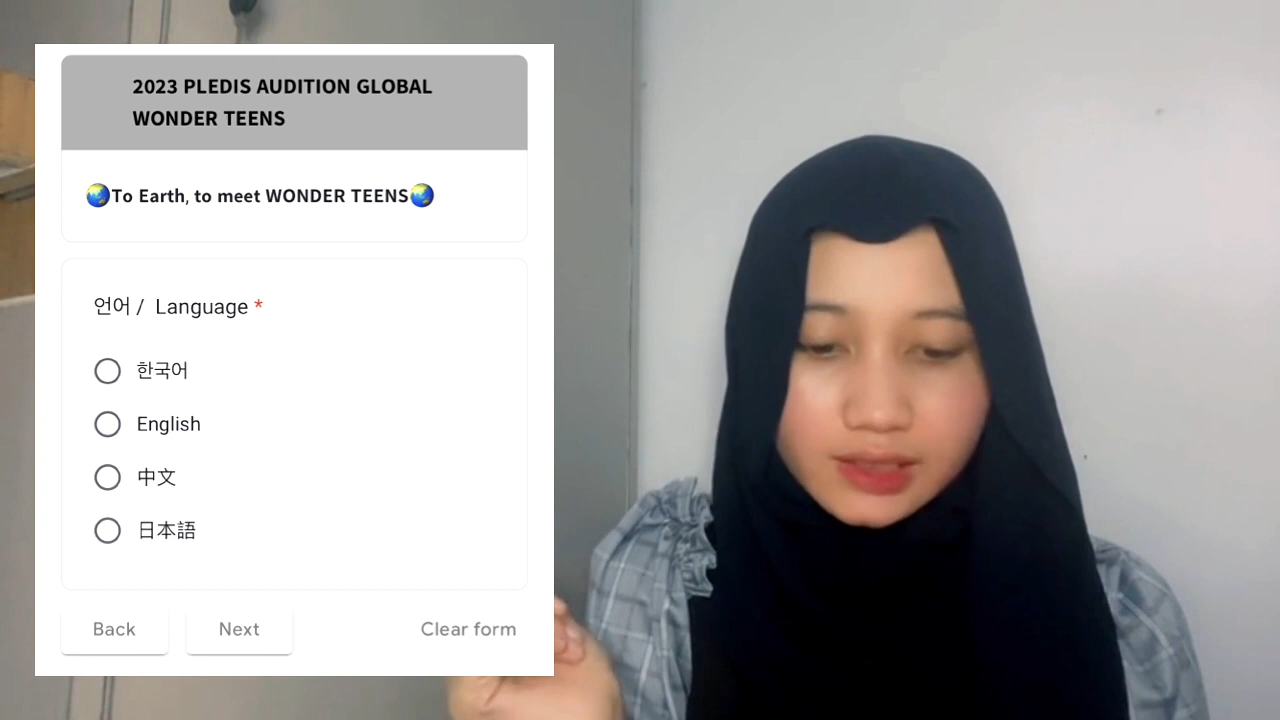 2023 PLEDIS AUDITION GLOBAL
WONDER TEENS
🌏To Earth, to meet WONDER TEENS🌏
언어 / Language *
한국어
English
中文
日本語
Back
Next
Clear form